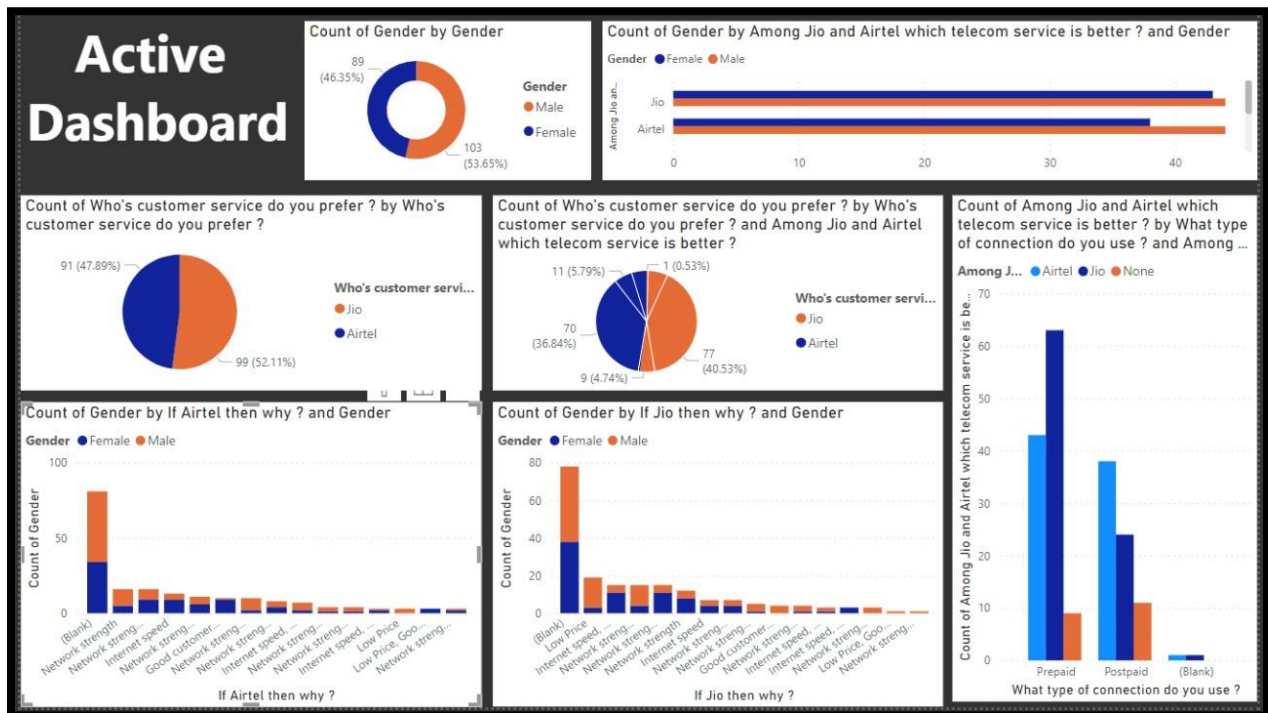 Active
Dashboard
Count of Gender by Gender
89
(46.35%)
103
(53.65%)
Gender
Male
Female
Count of Gender by Among Jio and Airtel which telecom service is better ? and Gender
Gender Female Male
Among Jio an...
Jio
Airtel
0 10 20 30 40
Count of Who's customer service do you prefer ? by Who's
customer service do you prefer ?
91 (47.89%)
99 (52.11%)
Who's customer servi...
Jio
Airtel
Count of Who's customer service do you prefer ? by Who's
customer service do you prefer ? and Among Jio and Airtel
which telecom service is better ?
11 (5.79%)
1 (0.53%)
70
(36.84%)
77
(40.53%)
9 (4.74%)
Who's customer servi...
Jio
Airtel
Count of Among Jio and Airtel which
telecom service is better ? by What type
of connection do you use ? and Among ...
Among J... Airtel Jio None
Count of Among Jio and Airtel which telecom service is be...
70
60
50
40
30
20
10
0
Prepaid Postpaid (Blank)
What type of connection do you use ?
Count of Gender by If Airtel then why ? and Gender
Gender Female Male
Count of Gender
100
50
0
(Blank)
Network strength
Network streng...
Internet speed
Network streng...
Good customer...
Network streng...
Network streng...
Internet speed, ...
Network streng...
Network streng...
Internet speed, ...
Low Price
Low Price, Goo...
Network streng...
If Airtel then why ?
Count of Gender by If Jio then why ? and Gender
Gender Female Male
Count of Gender
80
60
40
20
0
(Blank)
Low Price
Internet speed, ...
Network streng...
Network strength
Internet speed
Network streng...
Network streng...
Network streng...
Good customer...
Network streng...
Internet speed, ...
Internet speed, ...
Network streng...
Low Price, Goo...
Network streng...
If Jio then why ?